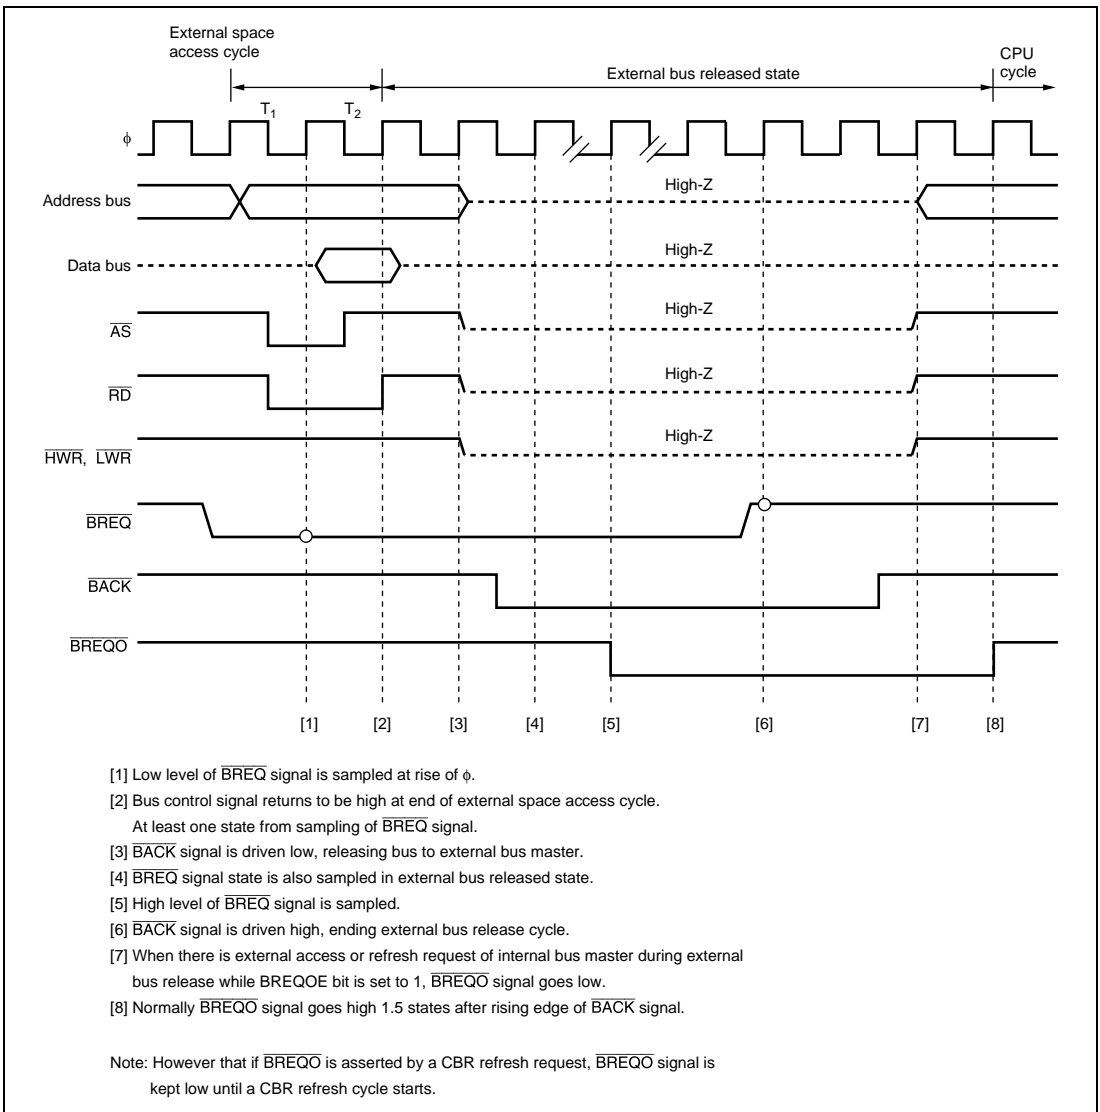 External space
access cycle
CPU
cycle
External bus released state
T1
T2
φ
Address bus
High-Z
Data bus
High-Z
AS
High-Z
RD
High-Z
HWR, LWR
High-Z
BREQ
BACK
BREQO
[1] [2] [3] [4] [5] [6] [7] [8]
[1] Low level of BREQ signal is sampled at rise of φ.
[2] Bus control signal returns to be high at end of external space access cycle.
At least one state from sampling of BREQ signal.
[3] BACK signal is driven low, releasing bus to external bus master.
[4] BREQ signal state is also sampled in external bus released state.
[5] High level of BREQ signal is sampled.
[6] BACK signal is driven high, ending external bus release cycle.
[7] When there is external access or refresh request of internal bus master during external
bus release while BREQOE bit is set to 1, BREQO signal goes low.
[8] Normally BREQO signal goes high 1.5 states after rising edge of BACK signal.
Note: However that if BREQO is asserted by a CBR refresh request, BREQO signal is
kept low until a CBR refresh cycle starts.